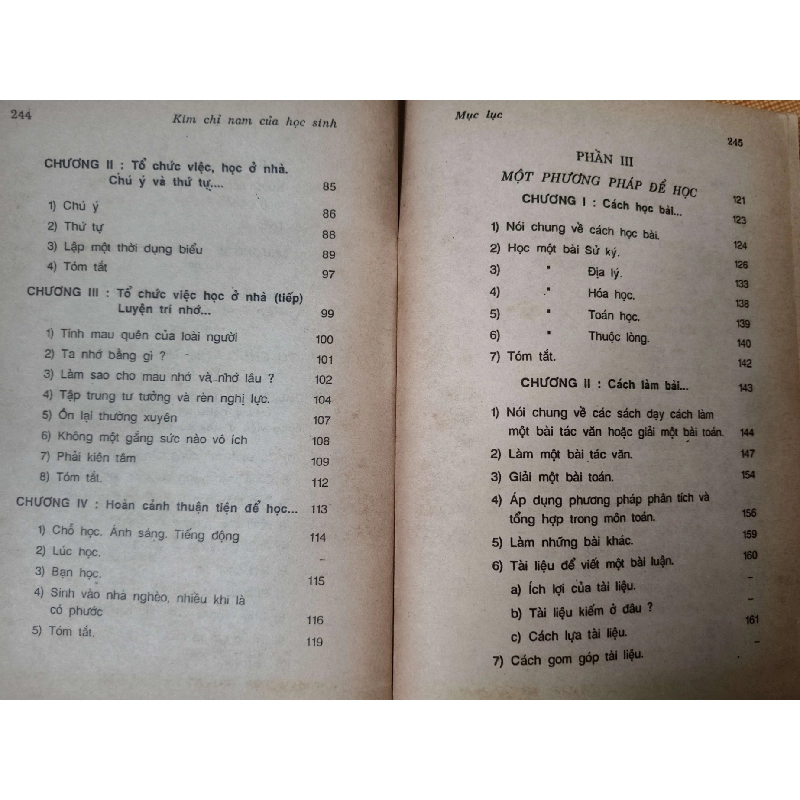 244
Kim chỉ nam của học sinh
CHƯƠNG II : Tổ chức việc, học ở nhà.
Chú ý và thứ tự.... 85
1) Chú ý 86
2) Thứ tự 88
3) Lập một thời dụng biểu 89
4) Tóm tắt 97
CHƯƠNG III : Tổ chức việc học ở nhà (tiếp)
Luyện trí nhớ... 99
1) Tính mau quên của loài người 100
2) Ta nhớ bằng gì ? 101
3) Làm sao cho mau nhớ và nhớ lâu ? 102
4) Tập trung tư tưởng và rèn nghị lực. 104
5) Ôn lại thường xuyên 107
6) Không một gắng sức nào vô ích 108
7) Phải kiên tâm 109
8) Tóm tắt. 112
CHƯƠNG IV : Hoàn cảnh thuận tiện để học... 113
1) Chỗ học. Ánh sáng. Tiếng động 114
2) Lúc học. -
3) Bạn học. 115
4) Sinh vào nhà nghèo, nhiều khi là
có phước 116
5) Tóm tắt. 119
Mục lục
245
PHẦN III
MỘT PHƯƠNG PHÁP ĐỂ HỌC 121
CHƯƠNG I : Cách học bài... 123
1) Nói chung về cách học bài. 124
2) Học một bài Sử ký. 126
3) " Địa lý. 133
4) " Hóa học. 138
5) " Toán học. 139
6) " Thuộc lòng. 140
7) Tóm tắt. 142
CHƯƠNG II : Cách làm bài... 143
1) Nói chung về các sách dạy cách làm
một bài tác văn hoặc giải một bài toán. 144
2) Làm một bài tác văn. 147
3) Giải một bài toán. 154
4) Áp dụng phương pháp phân tích và
tổng hợp trong môn toán. 156
5) Làm những bài khác. 159
6) Tài liệu để viết một bài luận. 160
a) Ích lợi của tài liệu. -
b) Tài liệu kiếm ở đâu ? -
c) Cách lựa tài liệu. 161
7) Cách gom góp tài liệu. -